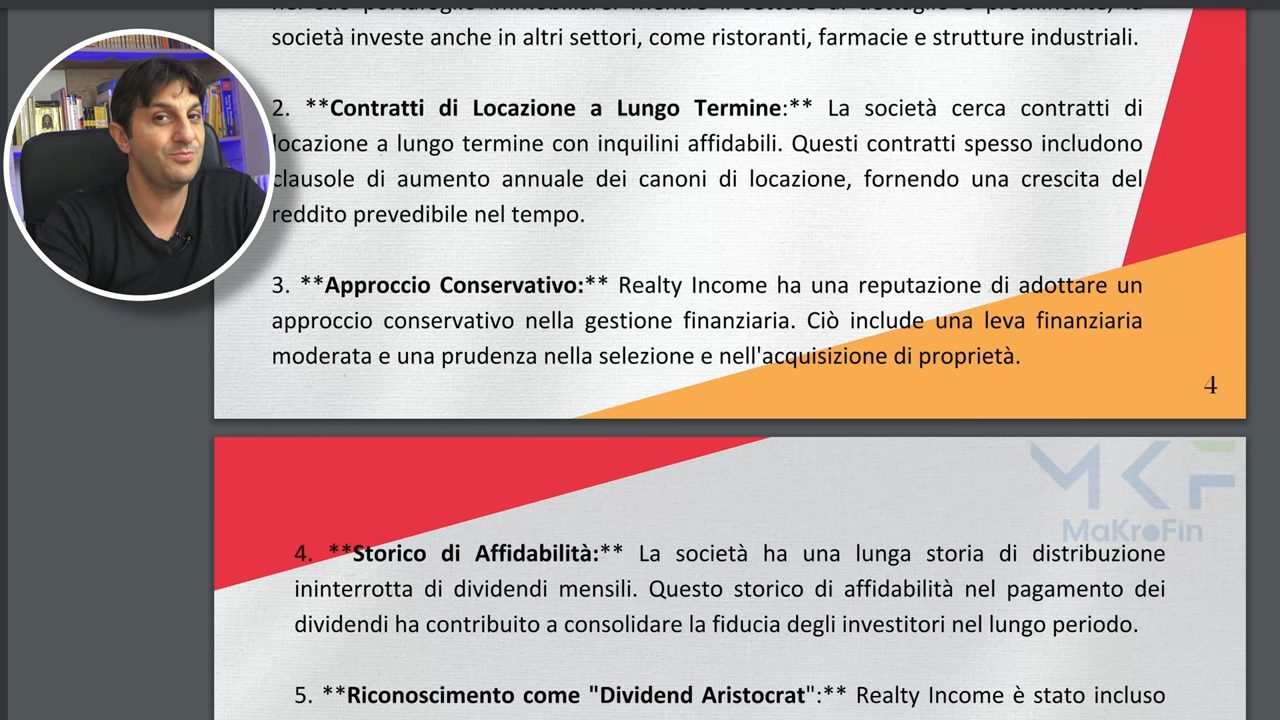 società investe anche in altri settori, come ristoranti, farmacie e strutture industriali.
2. **Contratti di Locazione a Lungo Termine:** La società cerca contratti di
locazione a lungo termine con inquilini affidabili. Questi contratti spesso includono
clausole di aumento annuale dei canoni di locazione, fornendo una crescita del
reddito prevedibile nel tempo.
3. **Approccio Conservativo:** Realty Income ha una reputazione di adottare un
approccio conservativo nella gestione finanziaria. Ciò include una leva finanziaria
moderata e una prudenza nella selezione e nell'acquisizione di proprietà.
4
MKF
MaKroFin
4. **Storico di Affidabilità:** La società ha una lunga storia di distribuzione
ininterrotta di dividendi mensili. Questo storico di affidabilità nel pagamento dei
dividendi ha contribuito a consolidare la fiducia degli investitori nel lungo periodo.
5. **Riconoscimento come "Dividend Aristocrat":** Realty Income è stato incluso